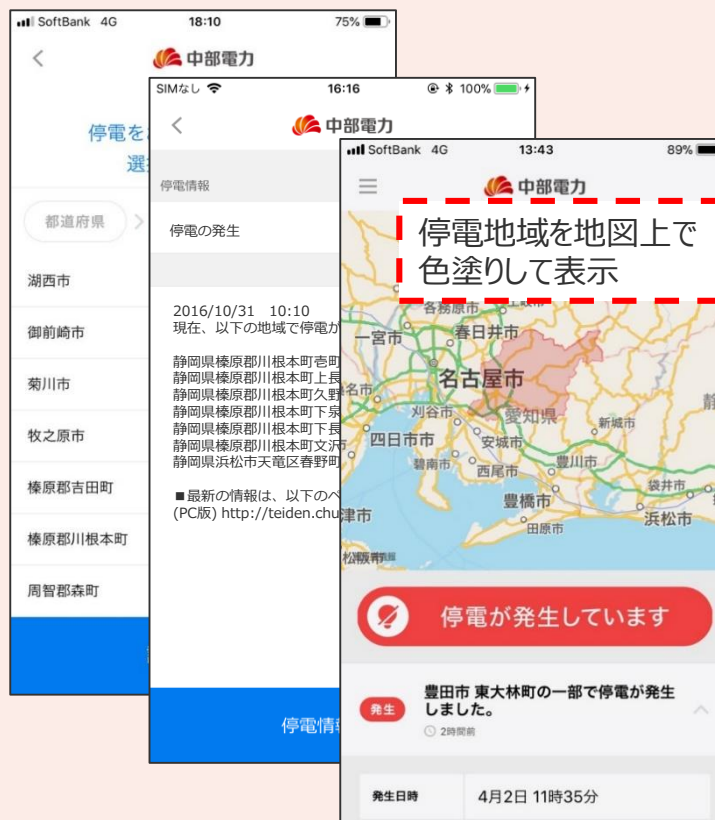 SoftBank 4G 18:10 75%
中部電力
停電を
選
都道府県
湖西市
御前崎市
菊川市
牧之原市
榛原郡吉田町
榛原郡川根本町
周智郡森町
SIMなし 16:16 100%
中部電力
停電情報
停電の発生
2016/10/31 10:10
現在、以下の地域で停電が
静岡県榛原郡川根本町壱町
静岡県榛原郡川根本町上長
静岡県榛原郡川根本町久野
静岡県榛原郡川根本町下泉
静岡県榛原郡川根本町下長
静岡県榛原郡川根本町文沢
静岡県浜松市天竜区春野町
■最新の情報は、以下のペ
(PC版) http://teiden.chu
停電情
SoftBank 4G 13:43 89%
中部電力
停電地域を地図上で
色塗りして表示
各務原市
一宮市
春日井市
名古屋市
名市
刈谷市
愛知県
新城市
静
四日市市
安城市
碧南市
西尾市
豊川市
袋井市
豊橋市
浜松市
津市
田原市
停電が発生しています
発生
豊田市 東大林町の一部で停電が発生
しました。
2時間前
発生日時 4月2日 11時35分